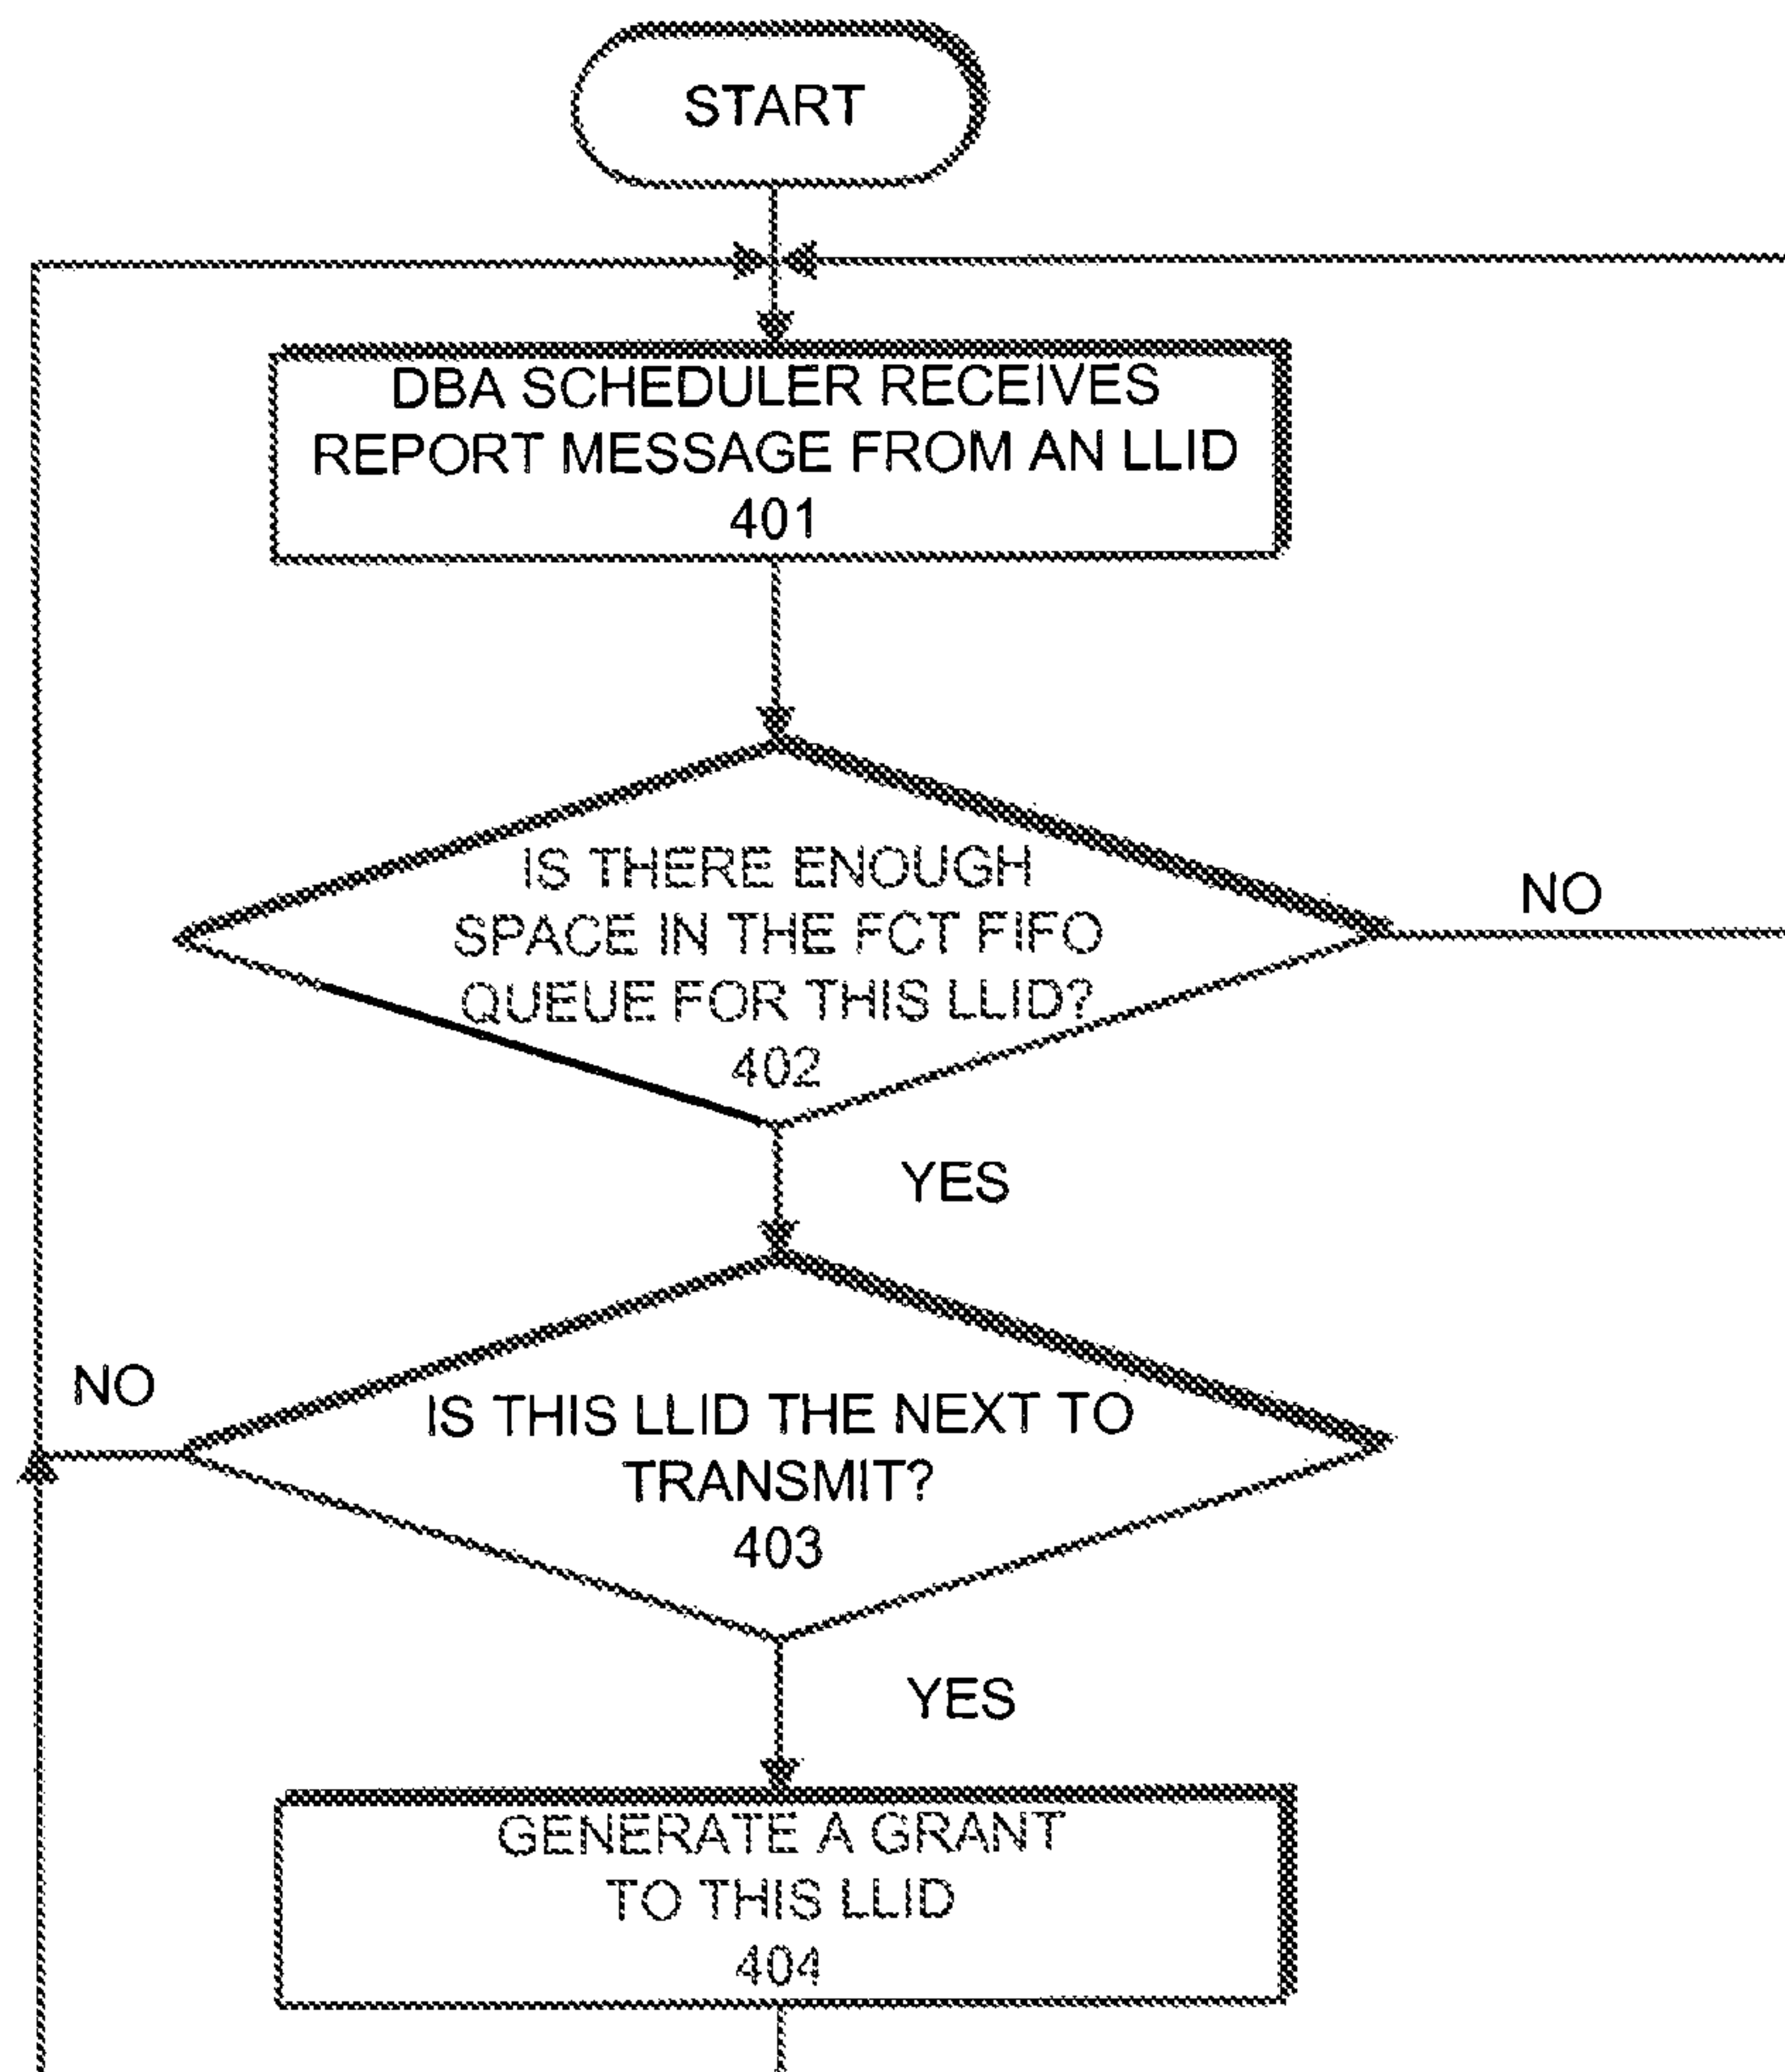 START
DBA SCHEDULER RECEIVES
REPORT MESSAGE FROM AN LLID
401
IS THERE ENOUGH
SPACE IN THE FCT FIFO
QUEUE FOR THIS LLID?
402
NO
YES
NO
IS THIS LLID THE NEXT TO
TRANSMIT?
403
YES
GENERATE A GRANT
TO THIS LLID
404